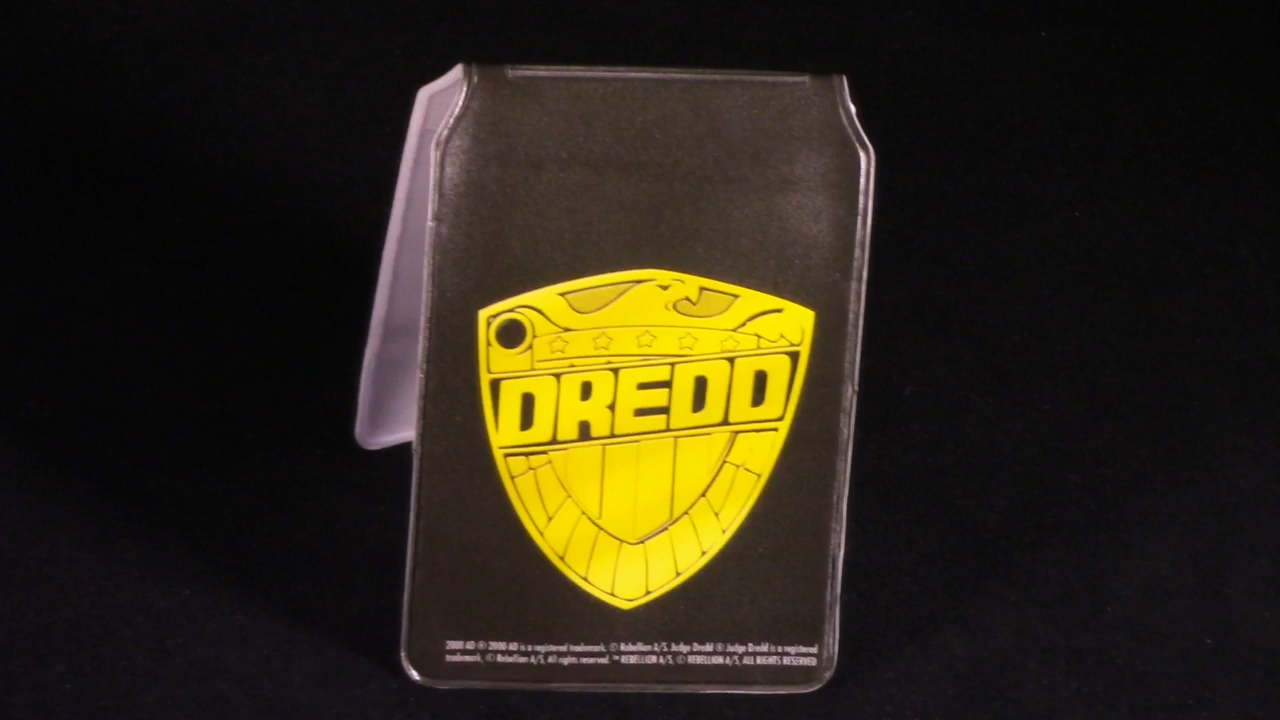 DREDD
2000 AD ® 2000 AD is a registered trademark. © Rebellion A/S. Judge Dredd ® Judge Dredd is a registered
trademark, © Rebellion A/S, All rights reserved. ™ REBELLION A/S, © REBELLION A/S, ALL RIGHTS RESERVED